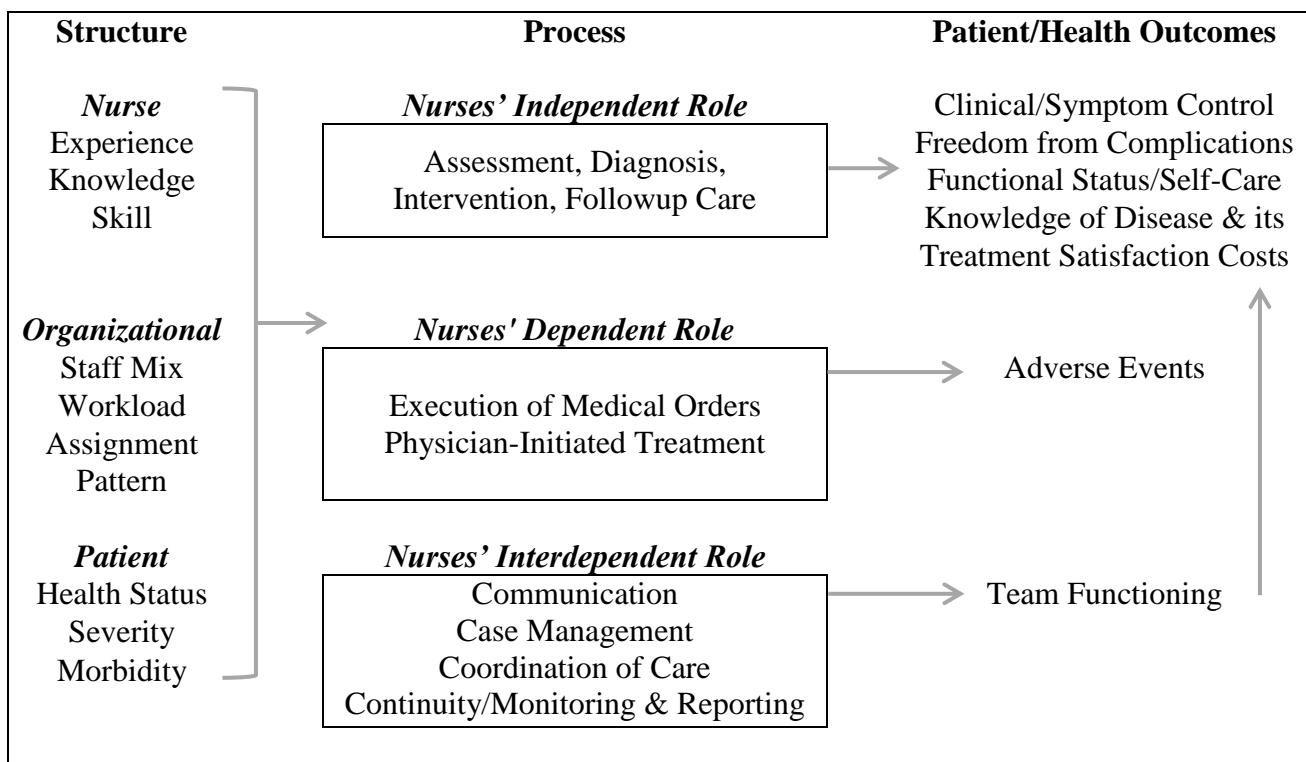 Structure
Process
Patient/Health Outcomes
Nurse
Experience
Knowledge
Skill
Organizational
Staff Mix
Workload
Assignment
Pattern
Patient
Health Status
Severity
Morbidity
Nurses’ Independent Role
Assessment, Diagnosis,
Intervention, Followup Care
Nurses' Dependent Role
Execution of Medical Orders
Physician-Initiated Treatment
Nurses’ Interdependent Role
Communication
Case Management
Coordination of Care
Continuity/Monitoring & Reporting
Clinical/Symptom Control
Freedom from Complications
Functional Status/Self-Care
Knowledge of Disease & its
Treatment Satisfaction Costs
Adverse Events
Team Functioning